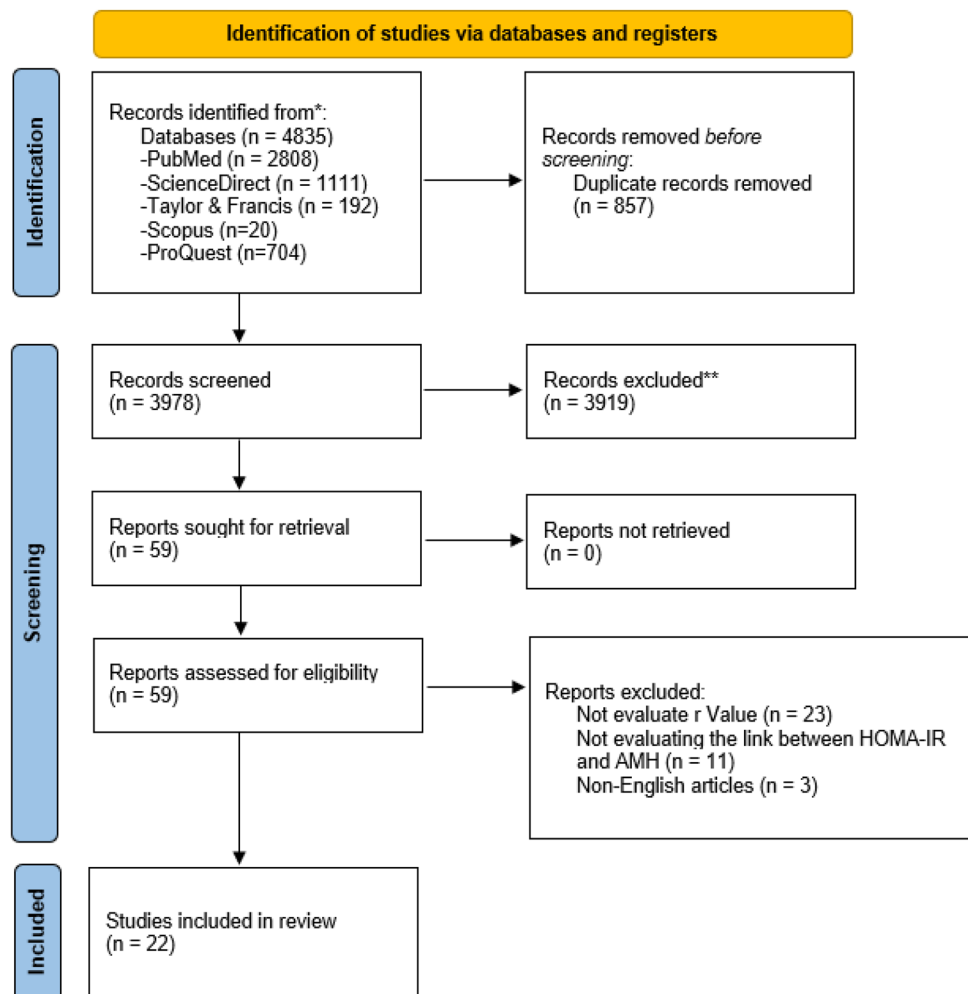 Identification of studies via databases and registers
Identification
Records identified from*:
Databases (n = 4835)
-PubMed (n = 2808)
-ScienceDirect (n = 1111)
-Taylor & Francis (n = 192)
-Scopus (n=20)
-ProQuest (n=704)
Records removed before
screening:
Duplicate records removed
(n = 857)
Screening
Records screened
(n = 3978)
Records excluded**
(n = 3919)
Reports sought for retrieval
(n = 59)
Reports not retrieved
(n = 0)
Reports assessed for eligibility
(n = 59)
Reports excluded:
Not evaluate r Value (n = 23)
Not evaluating the link between HOMA-IR
and AMH (n = 11)
Non-English articles (n = 3)
Included
Studies included in review
(n = 22)